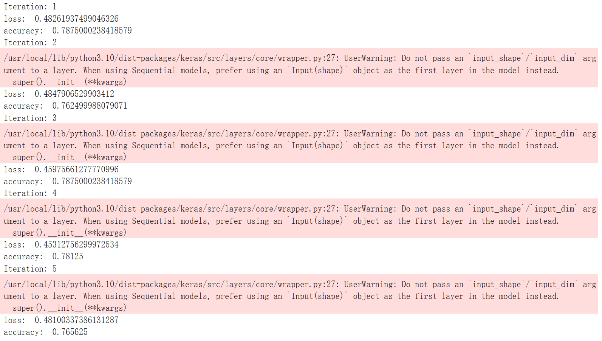 Iteration: 1
loss:  0.48261937499046326
accuracy:  0.7875000238418579
Iteration: 2
/usr/local/lib/python3.10/dist-packages/keras/src/layers/core/wrapper.py:27: UserWarning: Do not pass an `input_shape`/`input_dim` arg
ument to a layer. When using Sequential models, prefer using an `Input(shape)` object as the first layer in the model instead.
super().__init__(**kwargs)
loss:  0.4847906529903412
accuracy:  0.762499988079071
Iteration: 3
/usr/local/lib/python3.10/dist-packages/keras/src/layers/core/wrapper.py:27: UserWarning: Do not pass an `input_shape`/`input_dim` arg
ument to a layer. When using Sequential models, prefer using an `Input(shape)` object as the first layer in the model instead.
super().__init__(**kwargs)
loss:  0.45975661277770996
accuracy:  0.7875000238418579
Iteration: 4
/usr/local/lib/python3.10/dist-packages/keras/src/layers/core/wrapper.py:27: UserWarning: Do not pass an `input_shape`/`input_dim` arg
ument to a layer. When using Sequential models, prefer using an `Input(shape)` object as the first layer in the model instead.
super().__init__(**kwargs)
loss:  0.45312756299972534
accuracy:  0.78125
Iteration: 5
/usr/local/lib/python3.10/dist-packages/keras/src/layers/core/wrapper.py:27: UserWarning: Do not pass an `input_shape`/`input_dim` arg
ument to a layer. When using Sequential models, prefer using an `Input(shape)` object as the first layer in the model instead.
super().__init__(**kwargs)
loss:  0.48100337386131287
accuracy:  0.765625